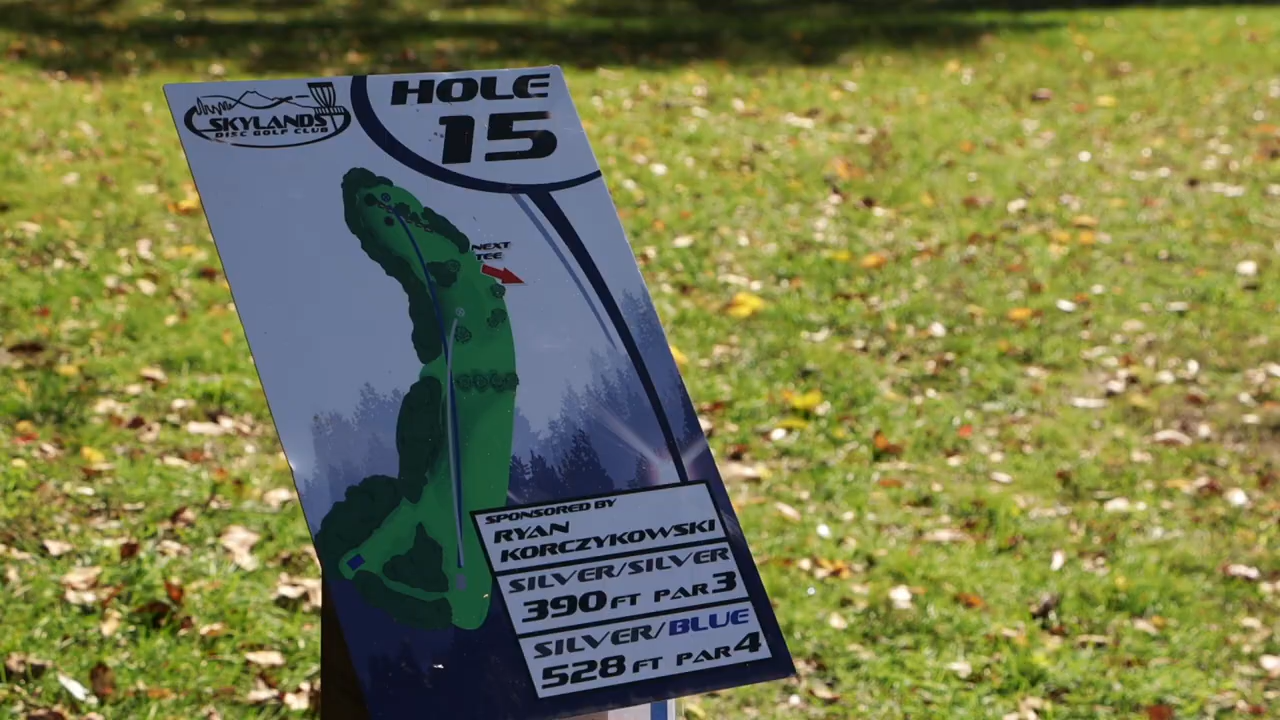 SKYLANDS
DISC GOLF CLUB
HOLE
15
NEXT
TEE
SPONSORED BY
RYAN
KORCZYKOWSKI
SILVER/SILVER
390 FT PAR 3
SILVER/BLUE
528 FT PAR 4